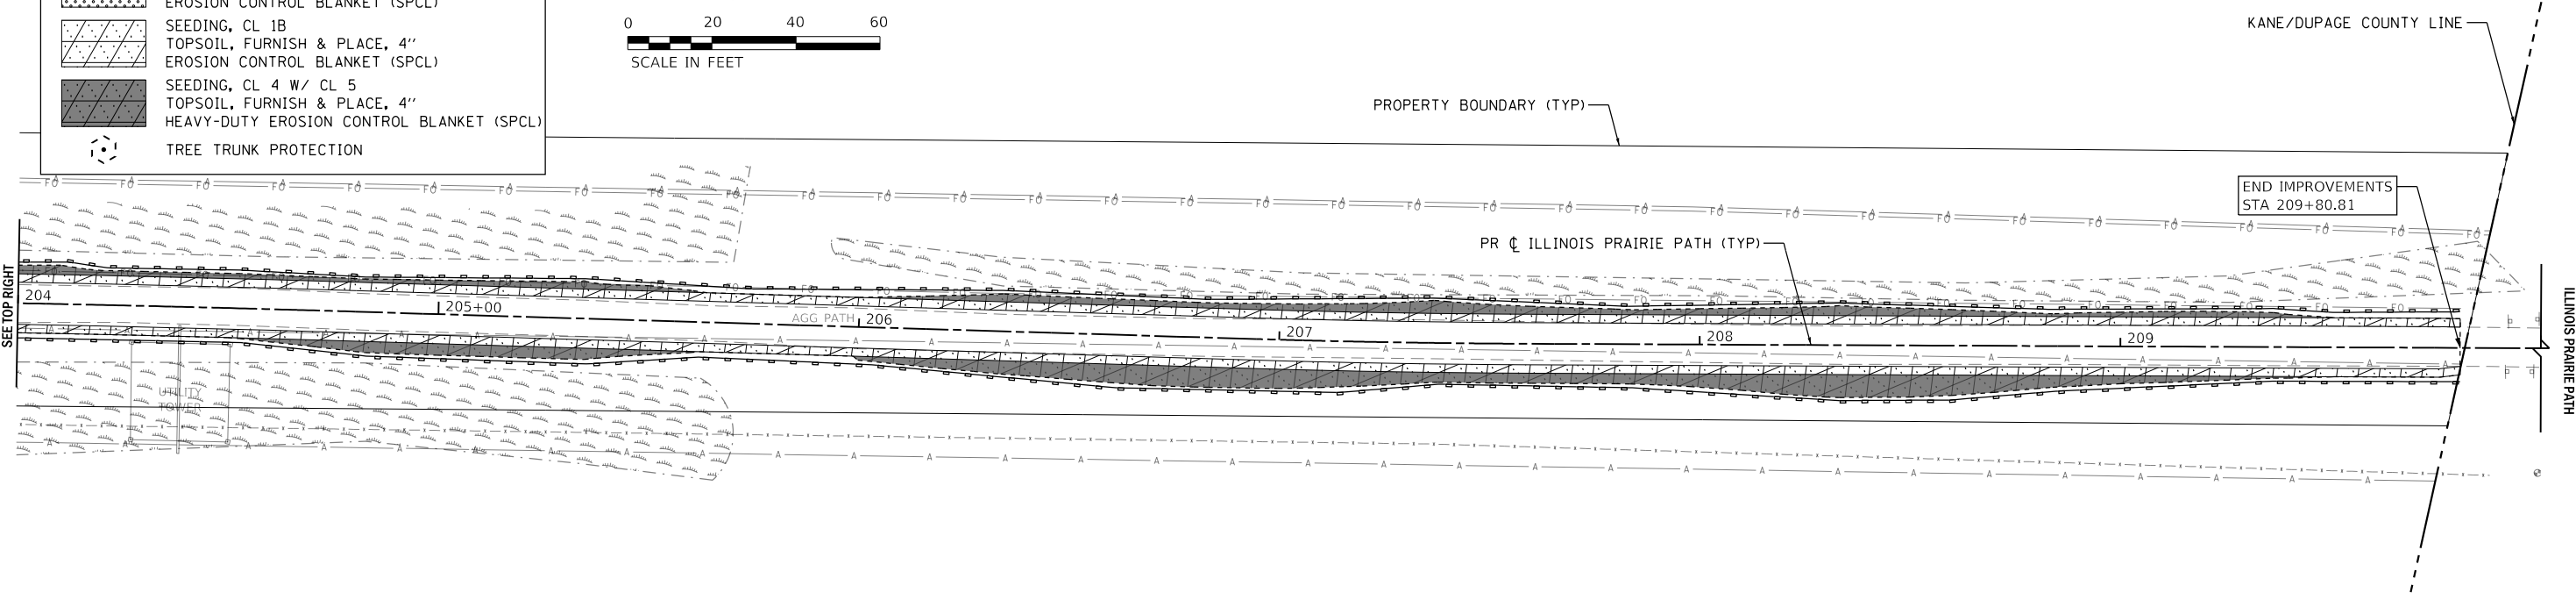 EROSION CONTROL BLANKET (SPCL)
SEEDING, CL 1B
TOPSOIL, FURNISH & PLACE, 4"
EROSION CONTROL BLANKET (SPCL)
SEEDING, CL 4 W/ CL 5
TOPSOIL, FURNISH & PLACE, 4"
HEAVY-DUTY EROSION CONTROL BLANKET (SPCL)
TREE TRUNK PROTECTION
0 20 40 60
SCALE IN FEET
KANE/DUPAGE COUNTY LINE
PROPERTY BOUNDARY (TYP)
END IMPROVEMENTS
STA 209+80.81
PR ℄ ILLINOIS PRAIRIE PATH (TYP)
SEE TOP RIGHT
204
205+00
AGG PATH
206
207
208
209
UTILITY
TOWER
ILLINOIS PRAIRIE PATH